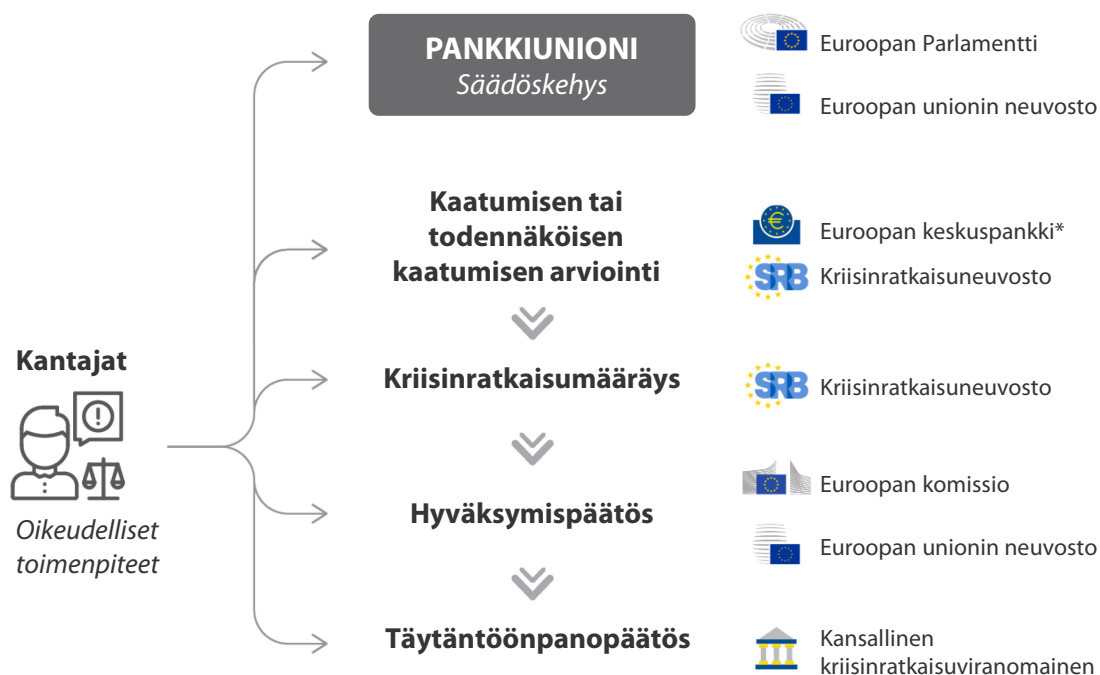 PANKKIUNIONI
Säädöskehys
Euroopan Parlamentti
Euroopan unionin neuvosto
Kaatumisen tai
todennäköisen
kaatumisen arviointi
Euroopan keskuspankki*
SRB
Kriisinratkaisuneuvosto
Kantajat
Oikeudelliset
toimenpiteet
Kriisinratkaisumääräys
SRB
Kriisinratkaisuneuvosto
Hyväksymispäätös
Euroopan komissio
Euroopan unionin neuvosto
Täytäntöönpanopäätös
Kansallinen
kriisinratkaisuviranomainen